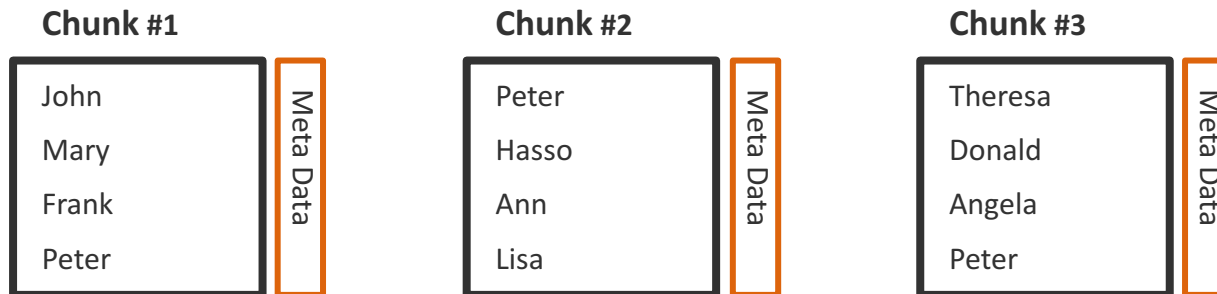 Chunk #1
John
Mary
Frank
Peter
Meta Data
Chunk #2
Peter
Hasso
Ann
Lisa
Meta Data
Chunk #3
Theresa
Donald
Angela
Peter
Meta Data